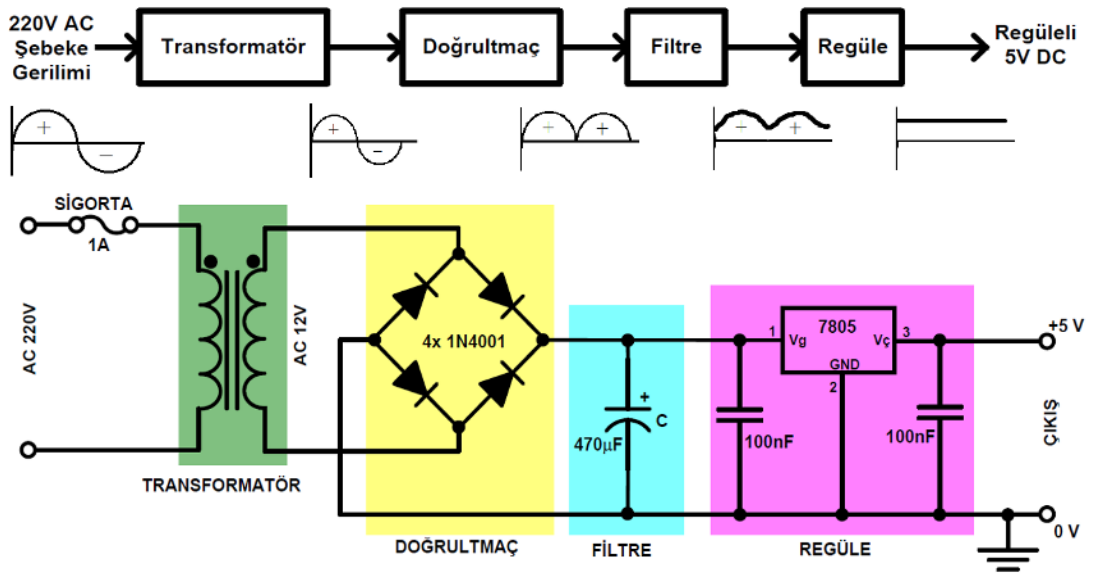 220V AC
Şebeke
Gerilimi
Transformatör
Doğrultmaç
Filtre
Regüle
Regüleli
5V DC
+
−
+
−
+
+
+
+
SİGORTA
1A
AC 220V
AC 12V
TRANSFORMATÖR
4x 1N4001
DOĞRULTMAÇ
+
C
470µF
FİLTRE
7805
1
Vg
Vç
3
GND
2
100nF
100nF
REGÜLE
+5 V
ÇIKIŞ
0 V